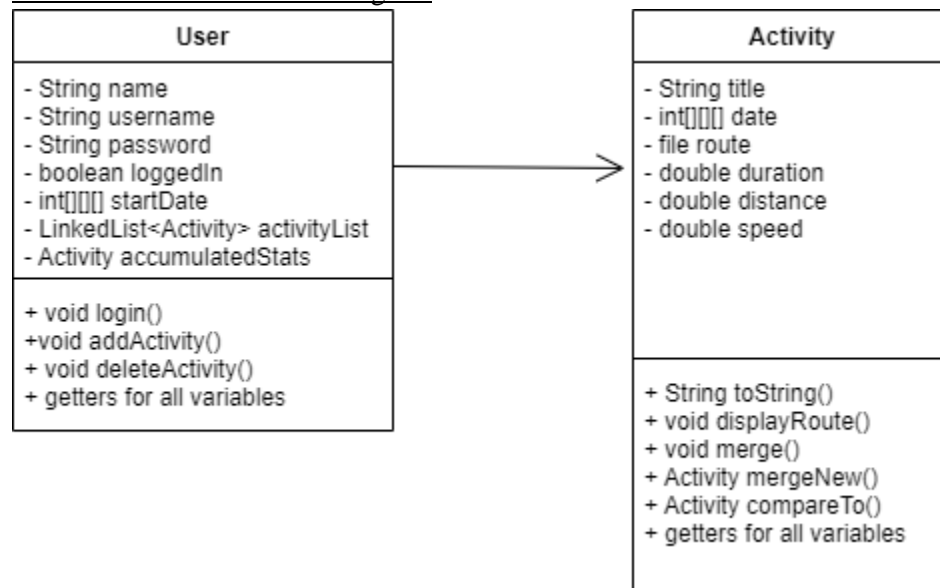 User
- String name
- String username
- String password
- boolean loggedIn
- int[][][] startDate
- LinkedList<Activity> activityList
- Activity accumulatedStats
+ void login()
+void addActivity()
+ void deleteActivity()
+ getters for all variables
Activity
- String title
- int[][][] date
- file route
- double duration
- double distance
- double speed
+ String toString()
+ void displayRoute()
+ void merge()
+ Activity mergeNew()
+ Activity compareTo()
+ getters for all variables